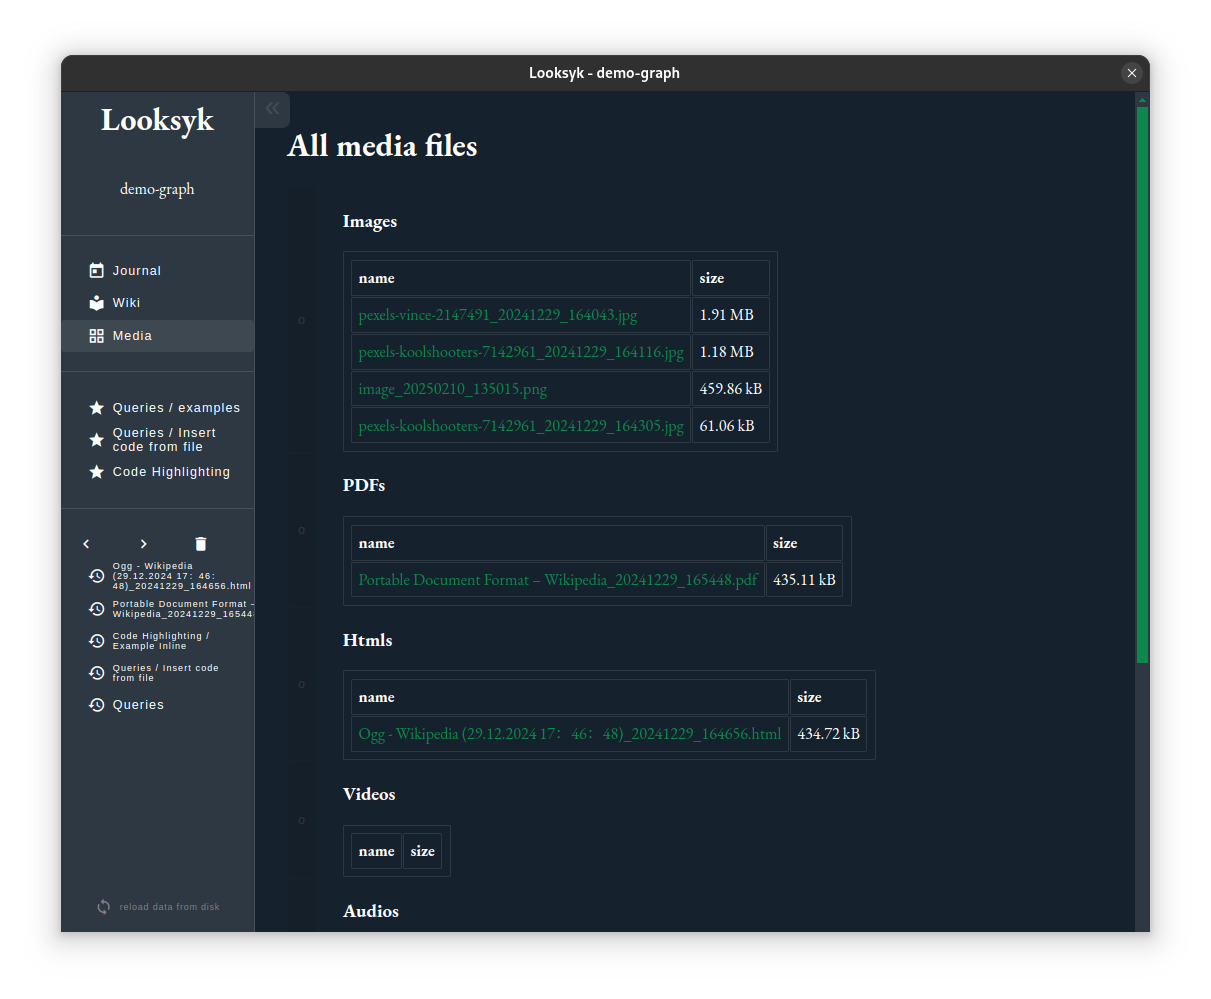 Looksyk - demo-graph
Looksyk
demo-graph
Journal
Wiki
Media
Queries / examples
Queries / Insert
code from file
Code Highlighting
Ogg - Wikipedia
(29.12.2024 17：46：
48)_20241229_164656.html
Portable Document Format –
Wikipedia_20241229_16544
Code Highlighting /
Example Inline
Queries / Insert code
from file
Queries
reload data from disk
All media files
Images
name size
pexels-vince-2147491_20241229_164043.jpg 1.91 MB
pexels-koolshooters-7142961_20241229_164116.jpg 1.18 MB
image_20250210_135015.png 459.86 kB
pexels-koolshooters-7142961_20241229_164305.jpg 61.06 kB
PDFs
name size
Portable Document Format – Wikipedia_20241229_165448.pdf 435.11 kB
Htmls
name size
Ogg - Wikipedia (29.12.2024 17：46：48)_20241229_164656.html 434.72 kB
Videos
name size
Audios